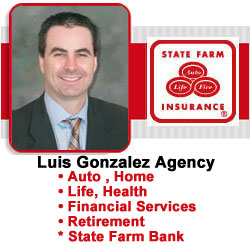 STATE FARM
Auto
Life Fire
INSURANCE
®
Luis Gonzalez Agency
• Auto , Home
• Life, Health
• Financial Services
• Retirement
* State Farm Bank